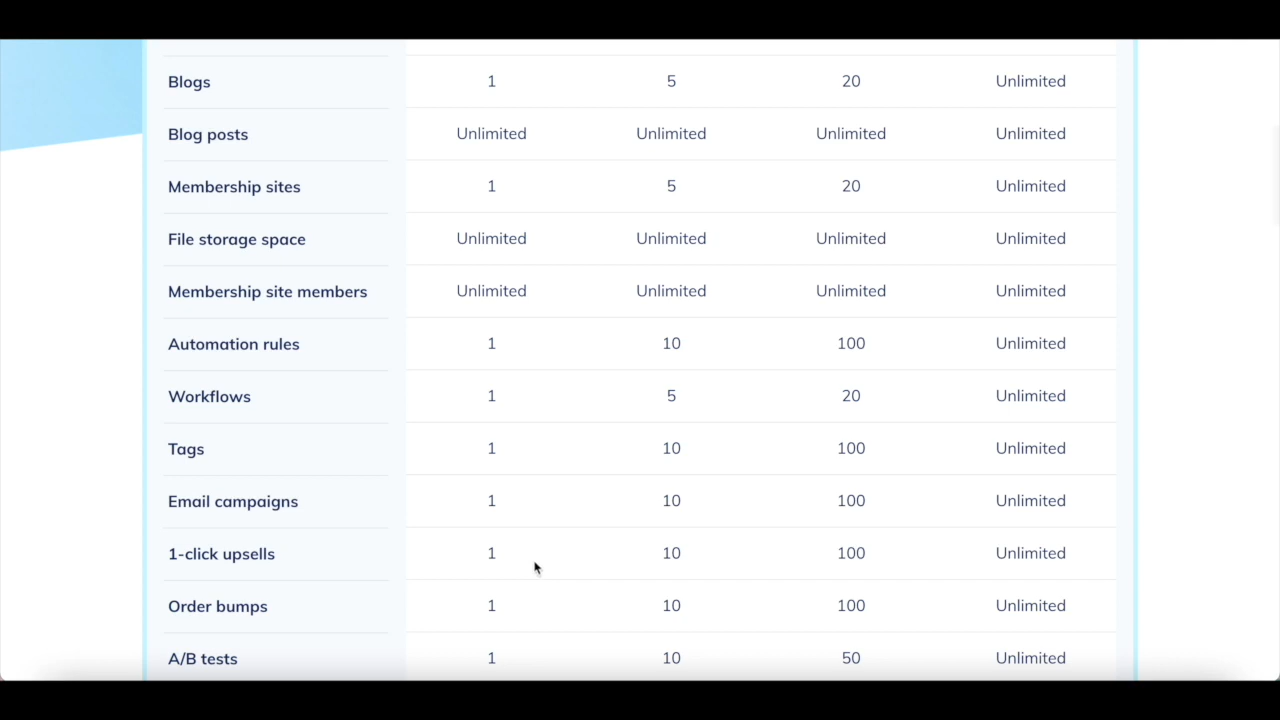 Blogs 1 5 20 Unlimited
Blog posts Unlimited Unlimited Unlimited Unlimited
Membership sites 1 5 20 Unlimited
File storage space Unlimited Unlimited Unlimited Unlimited
Membership site members Unlimited Unlimited Unlimited Unlimited
Automation rules 1 10 100 Unlimited
Workflows 1 5 20 Unlimited
Tags 1 10 100 Unlimited
Email campaigns 1 10 100 Unlimited
1-click upsells 1 10 100 Unlimited
Order bumps 1 10 100 Unlimited
A/B tests 1 10 50 Unlimited